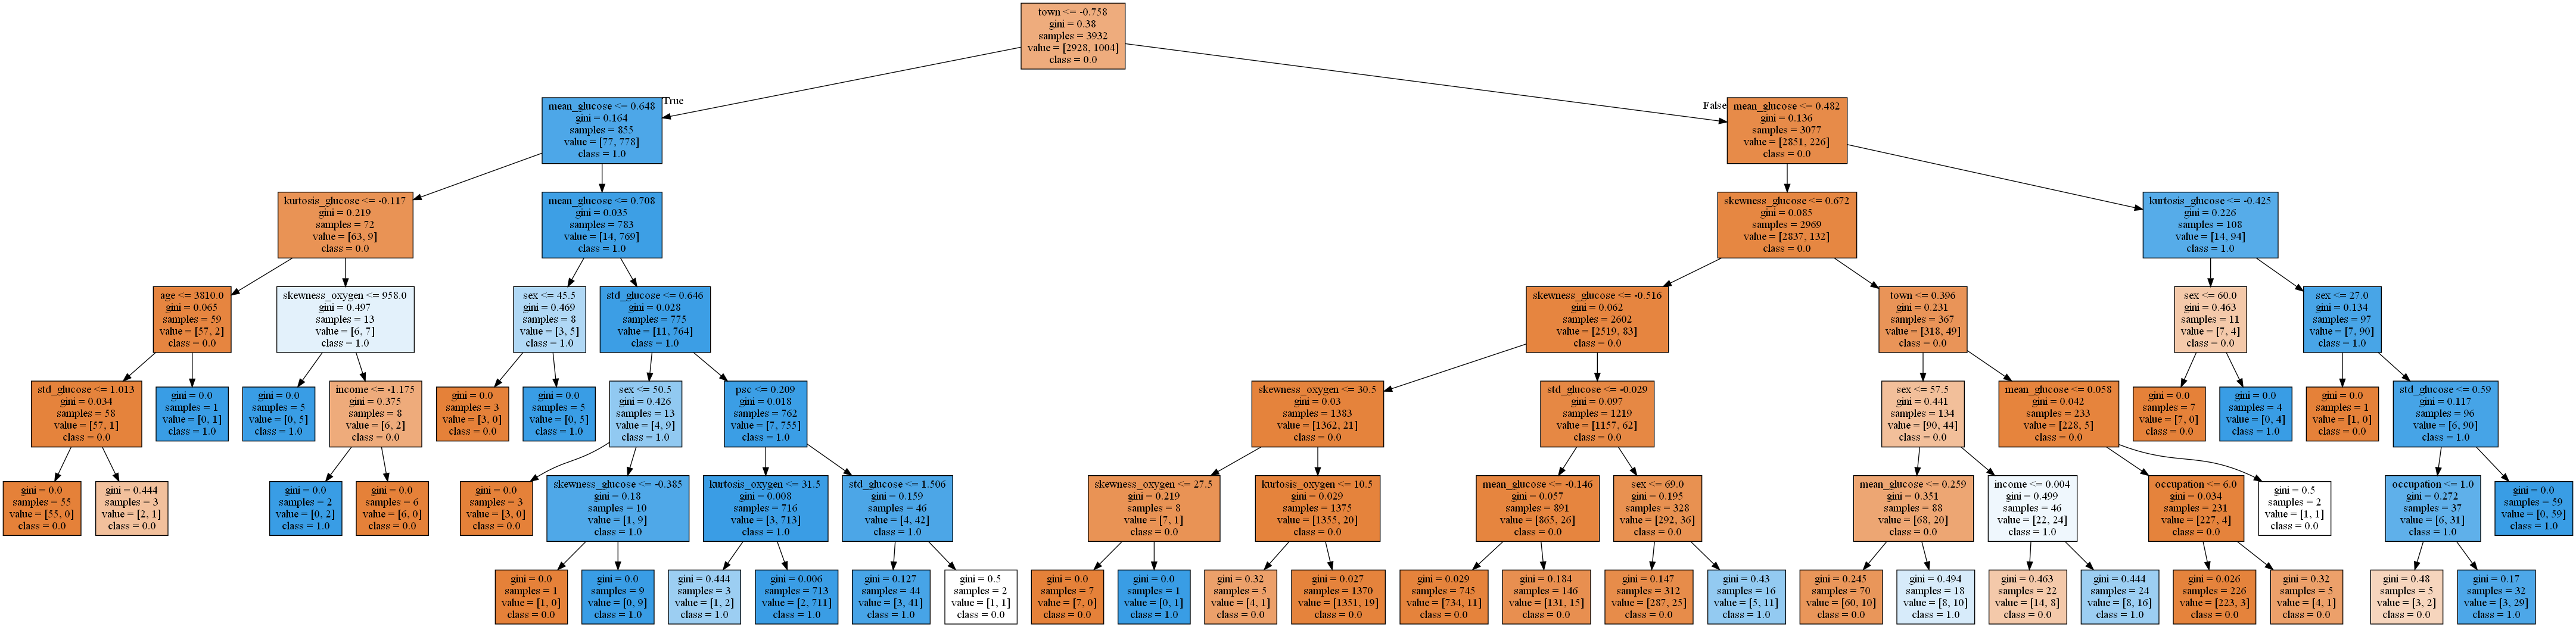 town <= -0.758
gini = 0.38
samples = 3932
value = [2928, 1004]
class = 0.0
True
False
mean_glucose <= 0.648
gini = 0.164
samples = 855
value = [77, 778]
class = 1.0
mean_glucose <= 0.482
gini = 0.136
samples = 3077
value = [2851, 226]
class = 0.0
kurtosis_glucose <= -0.117
gini = 0.219
samples = 72
value = [63, 9]
class = 0.0
mean_glucose <= 0.708
gini = 0.035
samples = 783
value = [14, 769]
class = 1.0
skewness_glucose <= 0.672
gini = 0.085
samples = 2969
value = [2837, 132]
class = 0.0
kurtosis_glucose <= -0.425
gini = 0.226
samples = 108
value = [14, 94]
class = 1.0
age <= 3810.0
gini = 0.065
samples = 59
value = [57, 2]
class = 0.0
skewness_oxygen <= 958.0
gini = 0.497
samples = 13
value = [6, 7]
class = 1.0
sex <= 45.5
gini = 0.469
samples = 8
value = [3, 5]
class = 1.0
std_glucose <= 0.646
gini = 0.028
samples = 775
value = [11, 764]
class = 1.0
skewness_glucose <= -0.516
gini = 0.062
samples = 2602
value = [2519, 83]
class = 0.0
town <= 0.396
gini = 0.231
samples = 367
value = [318, 49]
class = 0.0
sex <= 60.0
gini = 0.463
samples = 11
value = [7, 4]
class = 0.0
sex <= 27.0
gini = 0.134
samples = 97
value = [7, 90]
class = 1.0
std_glucose <= 1.013
gini = 0.034
samples = 58
value = [57, 1]
class = 0.0
gini = 0.0
samples = 1
value = [0, 1]
class = 1.0
gini = 0.0
samples = 5
value = [0, 5]
class = 1.0
income <= -1.175
gini = 0.375
samples = 8
value = [6, 2]
class = 0.0
gini = 0.0
samples = 3
value = [3, 0]
class = 0.0
gini = 0.0
samples = 5
value = [0, 5]
class = 1.0
sex <= 50.5
gini = 0.426
samples = 13
value = [4, 9]
class = 1.0
psc <= 0.209
gini = 0.018
samples = 762
value = [7, 755]
class = 1.0
skewness_oxygen <= 30.5
gini = 0.03
samples = 1383
value = [1362, 21]
class = 0.0
std_glucose <= -0.029
gini = 0.097
samples = 1219
value = [1157, 62]
class = 0.0
sex <= 57.5
gini = 0.441
samples = 134
value = [90, 44]
class = 0.0
mean_glucose <= 0.058
gini = 0.042
samples = 233
value = [228, 5]
class = 0.0
gini = 0.0
samples = 7
value = [7, 0]
class = 0.0
gini = 0.0
samples = 4
value = [0, 4]
class = 1.0
gini = 0.0
samples = 1
value = [1, 0]
class = 0.0
std_glucose <= 0.59
gini = 0.117
samples = 96
value = [6, 90]
class = 1.0
gini = 0.0
samples = 55
value = [55, 0]
class = 0.0
gini = 0.444
samples = 3
value = [2, 1]
class = 0.0
gini = 0.0
samples = 2
value = [0, 2]
class = 1.0
gini = 0.0
samples = 6
value = [6, 0]
class = 0.0
gini = 0.0
samples = 3
value = [3, 0]
class = 0.0
skewness_glucose <= -0.385
gini = 0.18
samples = 10
value = [1, 9]
class = 1.0
kurtosis_oxygen <= 31.5
gini = 0.008
samples = 716
value = [3, 713]
class = 1.0
std_glucose <= 1.506
gini = 0.159
samples = 46
value = [4, 42]
class = 1.0
skewness_oxygen <= 27.5
gini = 0.219
samples = 8
value = [7, 1]
class = 0.0
kurtosis_oxygen <= 10.5
gini = 0.029
samples = 1375
value = [1355, 20]
class = 0.0
mean_glucose <= -0.146
gini = 0.057
samples = 891
value = [865, 26]
class = 0.0
sex <= 69.0
gini = 0.195
samples = 328
value = [292, 36]
class = 0.0
mean_glucose <= 0.259
gini = 0.351
samples = 88
value = [68, 20]
class = 0.0
income <= 0.004
gini = 0.499
samples = 46
value = [22, 24]
class = 1.0
occupation <= 6.0
gini = 0.034
samples = 231
value = [227, 4]
class = 0.0
gini = 0.5
samples = 2
value = [1, 1]
class = 0.0
occupation <= 1.0
gini = 0.272
samples = 37
value = [6, 31]
class = 1.0
gini = 0.0
samples = 59
value = [0, 59]
class = 1.0
gini = 0.0
samples = 1
value = [1, 0]
class = 0.0
gini = 0.0
samples = 9
value = [0, 9]
class = 1.0
gini = 0.444
samples = 3
value = [1, 2]
class = 1.0
gini = 0.006
samples = 713
value = [2, 711]
class = 1.0
gini = 0.127
samples = 44
value = [3, 41]
class = 1.0
gini = 0.5
samples = 2
value = [1, 1]
class = 0.0
gini = 0.0
samples = 7
value = [7, 0]
class = 0.0
gini = 0.0
samples = 1
value = [0, 1]
class = 1.0
gini = 0.32
samples = 5
value = [4, 1]
class = 0.0
gini = 0.027
samples = 1370
value = [1351, 19]
class = 0.0
gini = 0.029
samples = 745
value = [734, 11]
class = 0.0
gini = 0.184
samples = 146
value = [131, 15]
class = 0.0
gini = 0.147
samples = 312
value = [287, 25]
class = 0.0
gini = 0.43
samples = 16
value = [5, 11]
class = 1.0
gini = 0.245
samples = 70
value = [60, 10]
class = 0.0
gini = 0.494
samples = 18
value = [8, 10]
class = 1.0
gini = 0.463
samples = 22
value = [14, 8]
class = 0.0
gini = 0.444
samples = 24
value = [8, 16]
class = 1.0
gini = 0.026
samples = 226
value = [223, 3]
class = 0.0
gini = 0.32
samples = 5
value = [4, 1]
class = 0.0
gini = 0.48
samples = 5
value = [3, 2]
class = 0.0
gini = 0.17
samples = 32
value = [3, 29]
class = 1.0